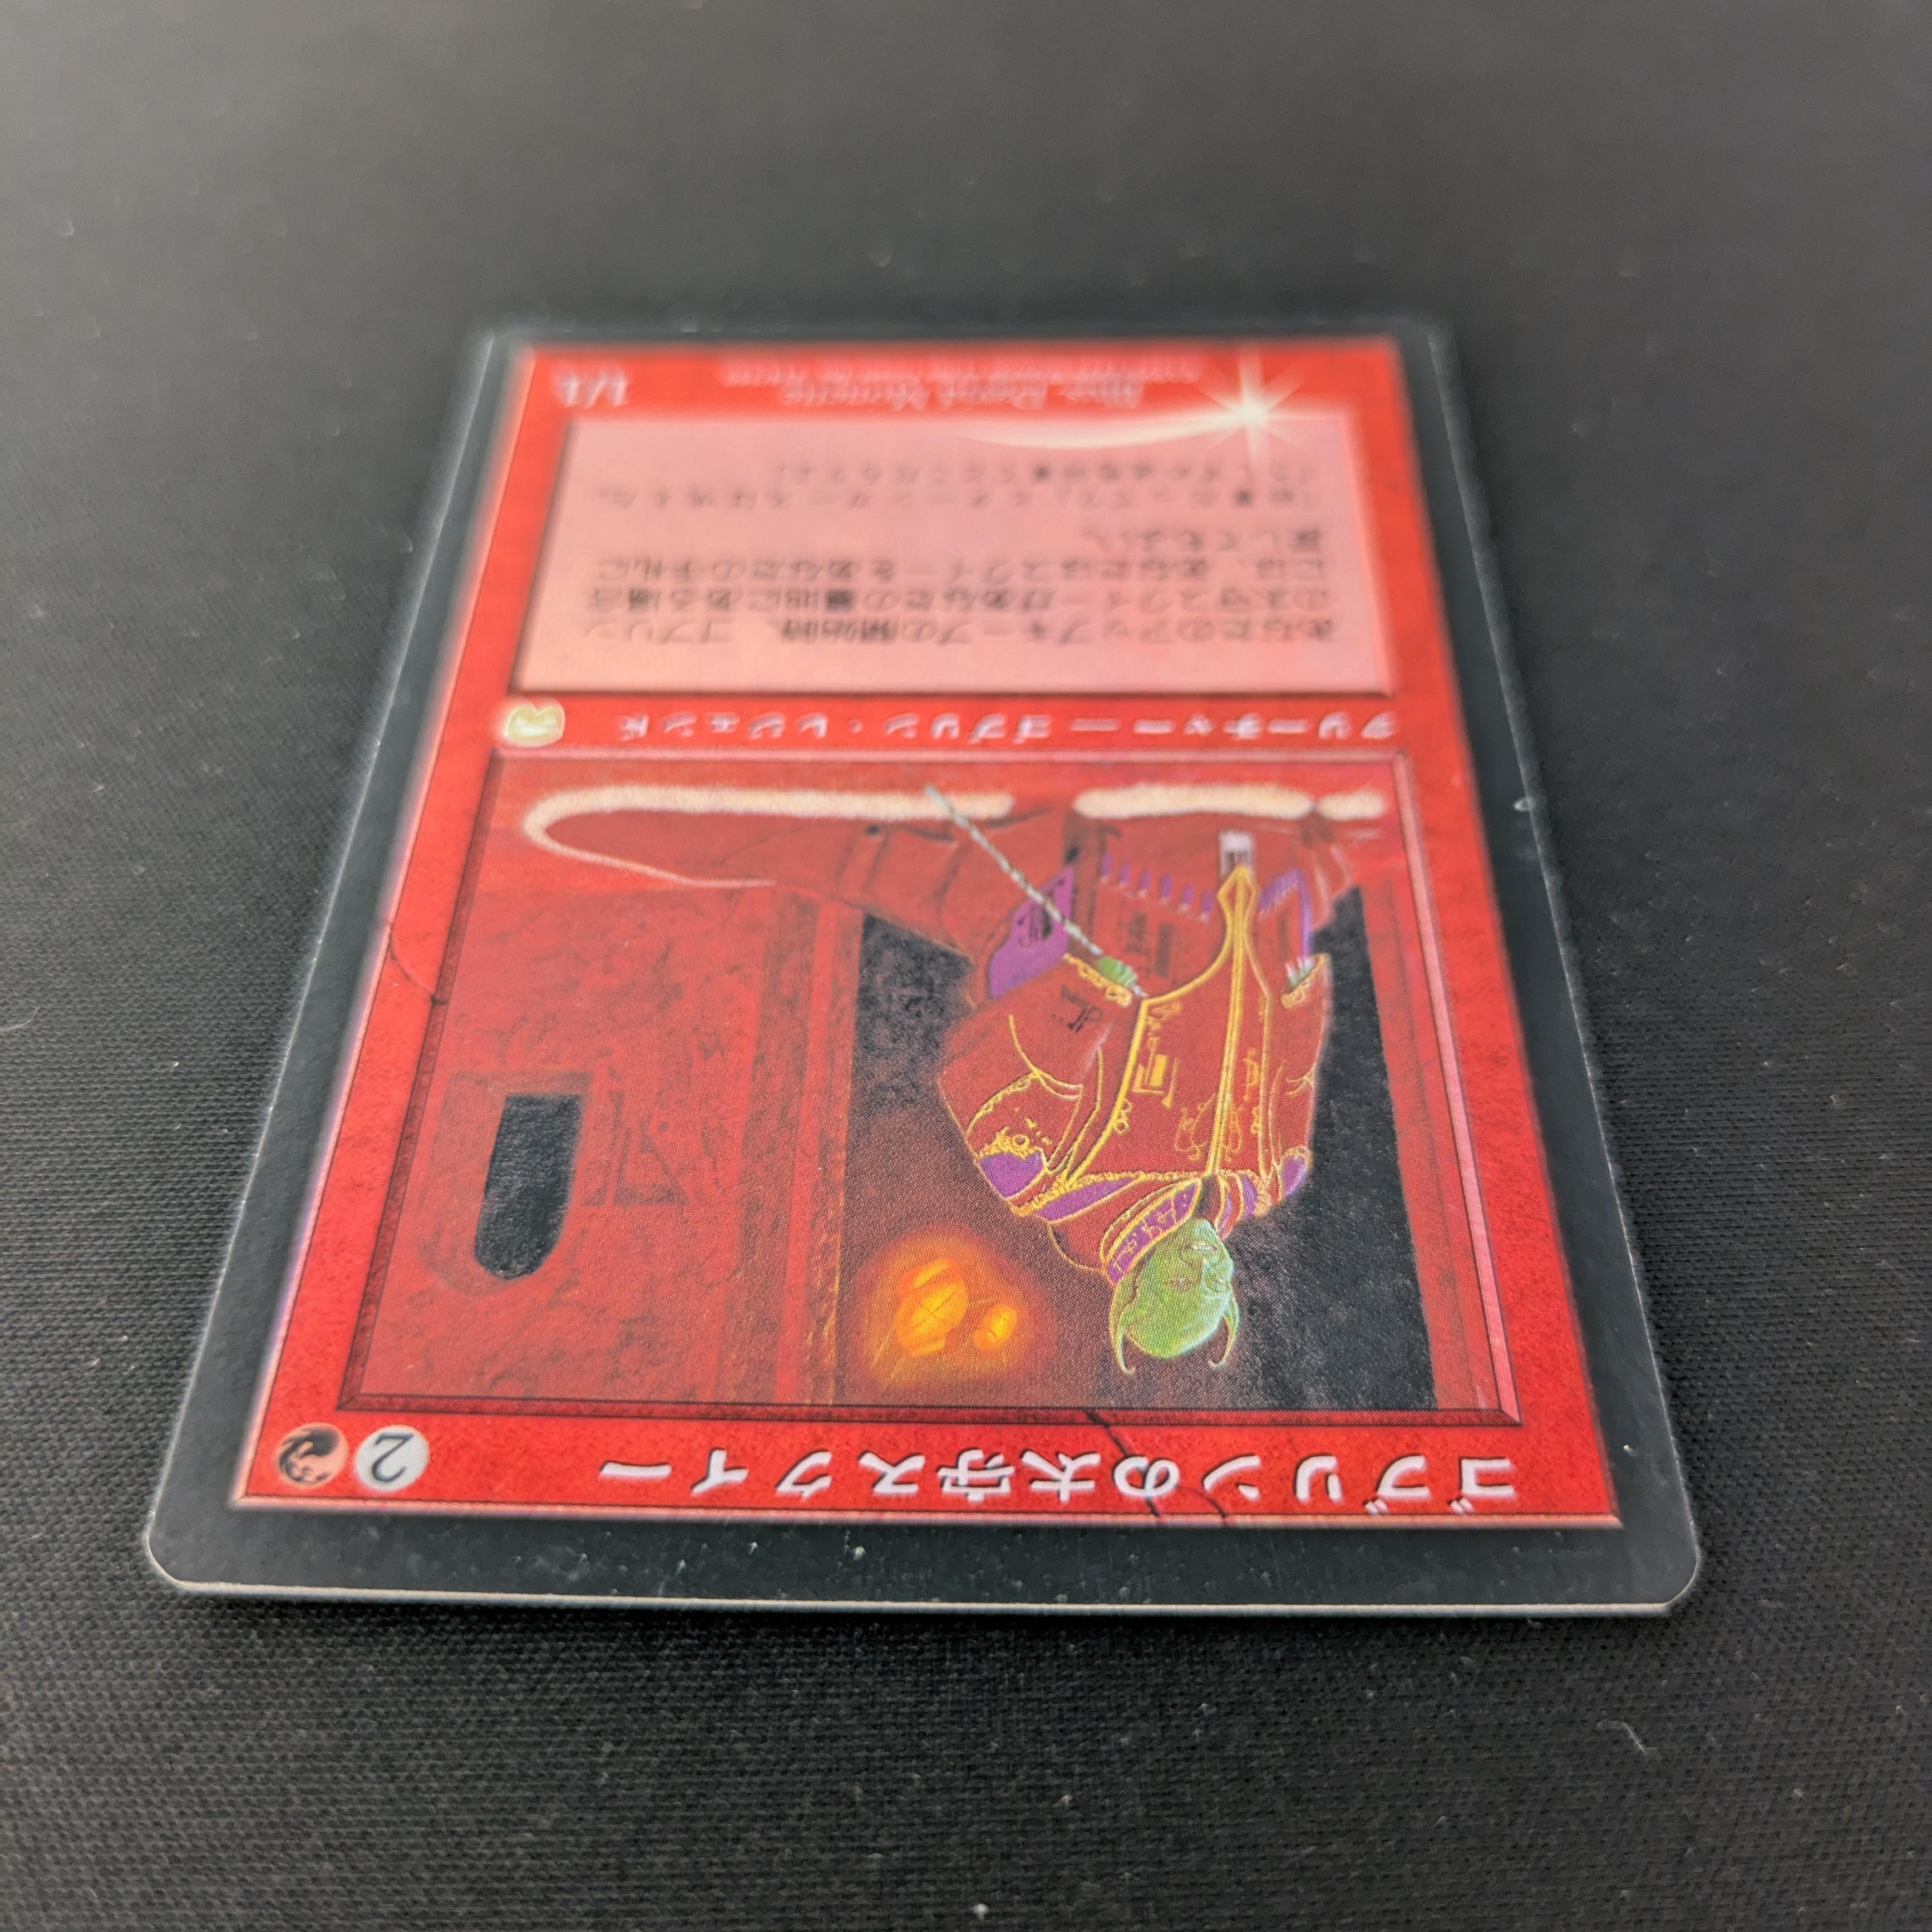 ゴブリンの太守スクイー
2
クリーチャー — ゴブリン・レジェンド
あなたのアップキープの開始時、ゴブリン
の太守スクイーがあなたの墓地にある場合
には、あなたはスクイーをあなたの手札に
戻してもよい。
1/1
Illus. David Monette